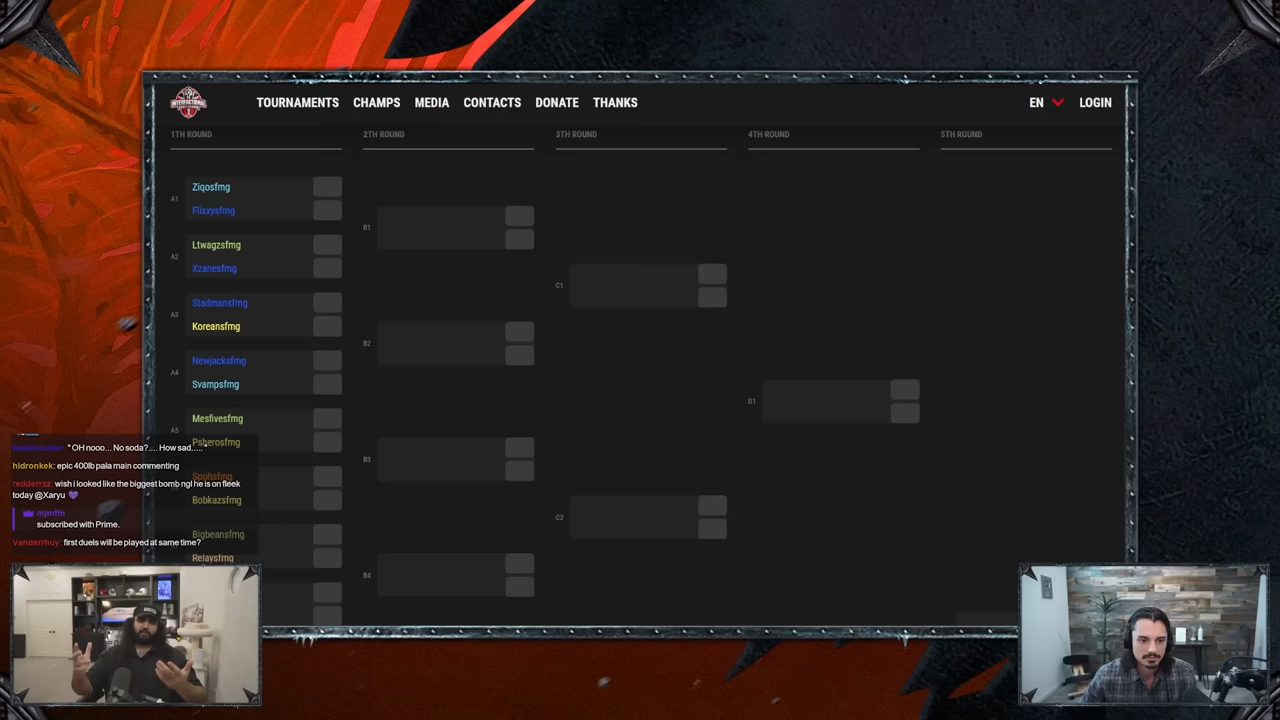 INTERFACTIONAL
TOURNAMENTS CHAMPS MEDIA CONTACTS DONATE THANKS
EN LOGIN
1TH ROUND 2TH ROUND 3TH ROUND 4TH ROUND 5TH ROUND
A1
Ziqosfmg
Flixxysfmg
A2
Ltwagzsfmg
Xzanesfmg
A3
Stadmansfmg
Koreansfmg
A4
Newjacksfmg
Svampsfmg
A5
Mesfivesfmg
Psherosfmg
Spohsfmg
Bobkazsfmg
Bigbeansfmg
Relaysfmg
B1
B2
B3
B4
C1
C2
D1
" OH nooo... No soda?.... How sad..... "
hidronkek: epic 400lb pala main commenting
redderrzz: wish i looked like the biggest bomb ngl he is on fleek
today @Xaryu 💜
mjmffn
subscribed with Prime.
Vanderrhuy: first duels will be played at same time?